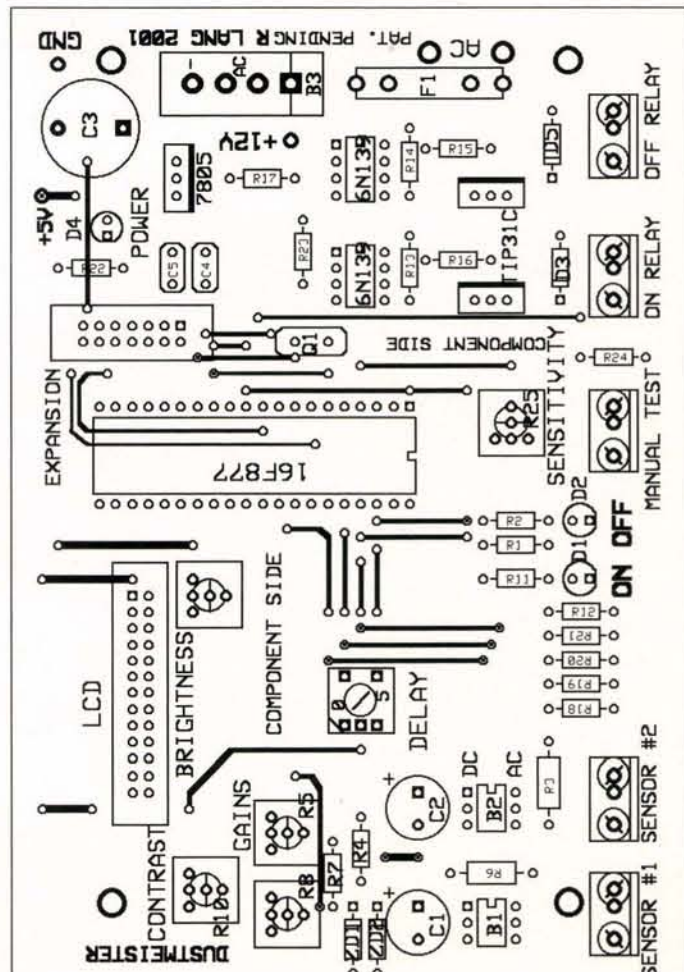 GND
PAT. PENDING R LANG 2001
AC
-
AC
+
B3
F1
C3
+12V
7805
R17
6N139
R14
R15
D5
OFF RELAY
+5V
D4
POWER
R22
C5
C4
R23
6N139
R13
R16
TIP31C
D3
ON RELAY
Q1
COMPONENT SIDE
R24
EXPANSION
16F877
R25
SENSITIVITY
MANUAL TEST
R2
D2
R1
D1
R11
ON OFF
LCD
BRIGHTNESS
COMPONENT SIDE
R12
R21
R20
R19
R18
0
5
DELAY
CONTRAST
GAINS
R5
R4
R7
R8
R10
+
C2
DC
B2
AC
R3
SENSOR #2
R6
+
C1
B1
SENSOR #1
ZD1
ZD2
DUSTMEISTER